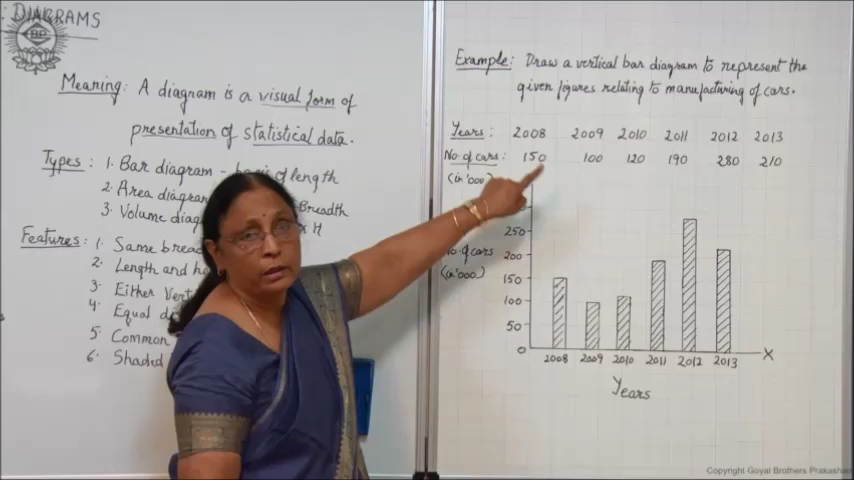 : DIAGRAMS
BP
Meaning: A diagram is a visual form of
presentation of statistical data.
Types: 1. Bar diagram - basis of length
2. Area diagram Breadth
3. Volume diag x H
Features: 1. Same brea
2. Length and h
3. Either Vert
4. Equal d
5. Common
6. Shaded
Example: Draw a vertical bar diagram to represent the
given figures relating to manufacturing of cars.
Years: 2008 2009 2010 2011 2012 2013
No. of cars: 150 100 120 190 280 210
(in '000)
250
No. of cars
200
(in '000)
150
100
50
0
2008 2009 2010 2011 2012 2013 X
Years
Copyright Goyal Brothers Prakashan